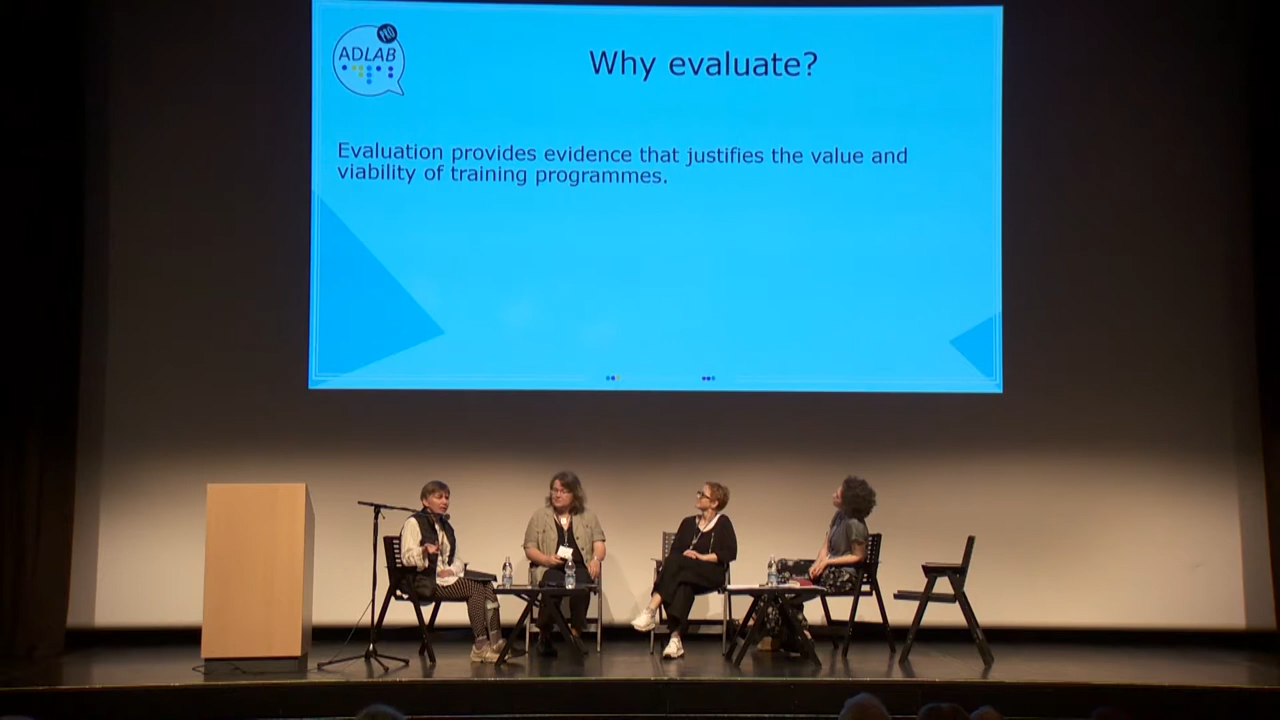 PRO
ADLAB
Why evaluate?
Evaluation provides evidence that justifies the value and
viability of training programmes.